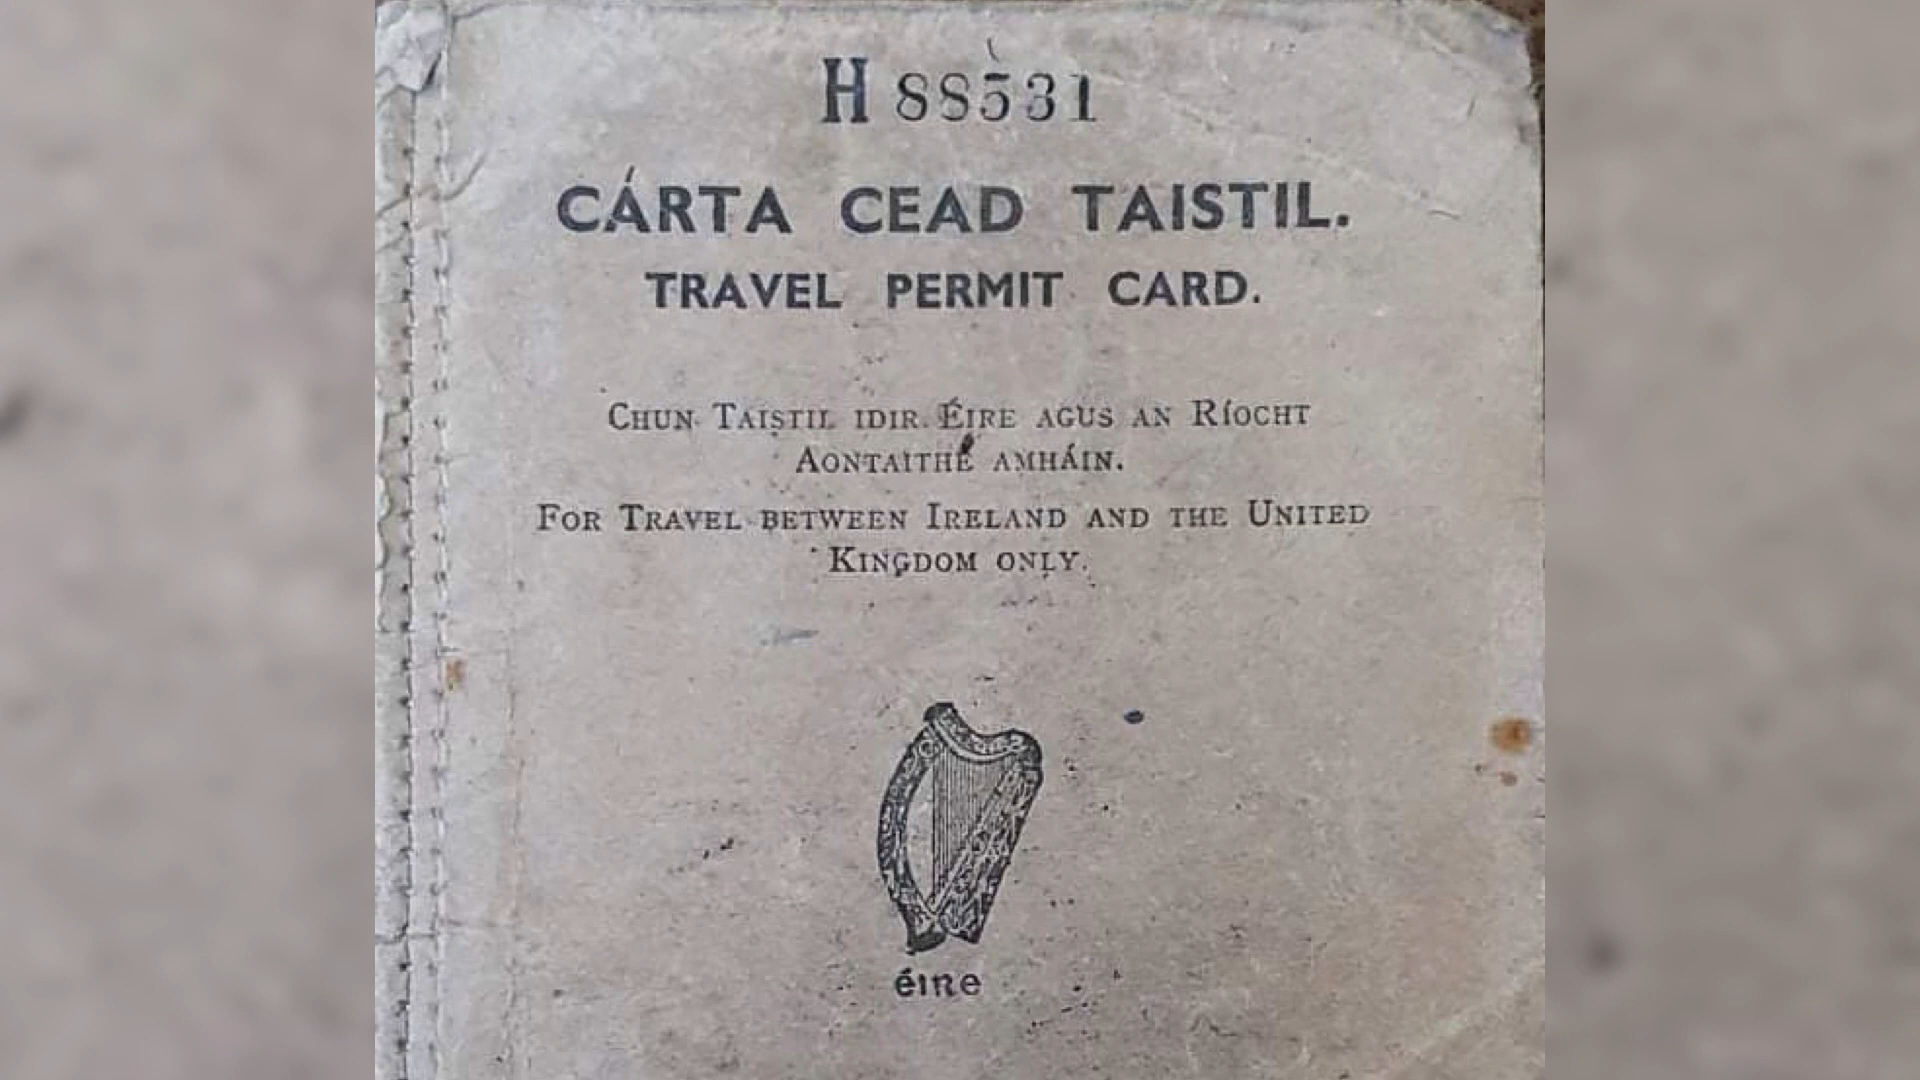 H 88531
CÁRTA CEAD TAISTIL.
TRAVEL PERMIT CARD.
CHUN TAISTIL IDIR ÉIRE AGUS AN RÍOCHT
AONTAITHE AMHÁIN.
FOR TRAVEL BETWEEN IRELAND AND THE UNITED
KINGDOM ONLY.
éire